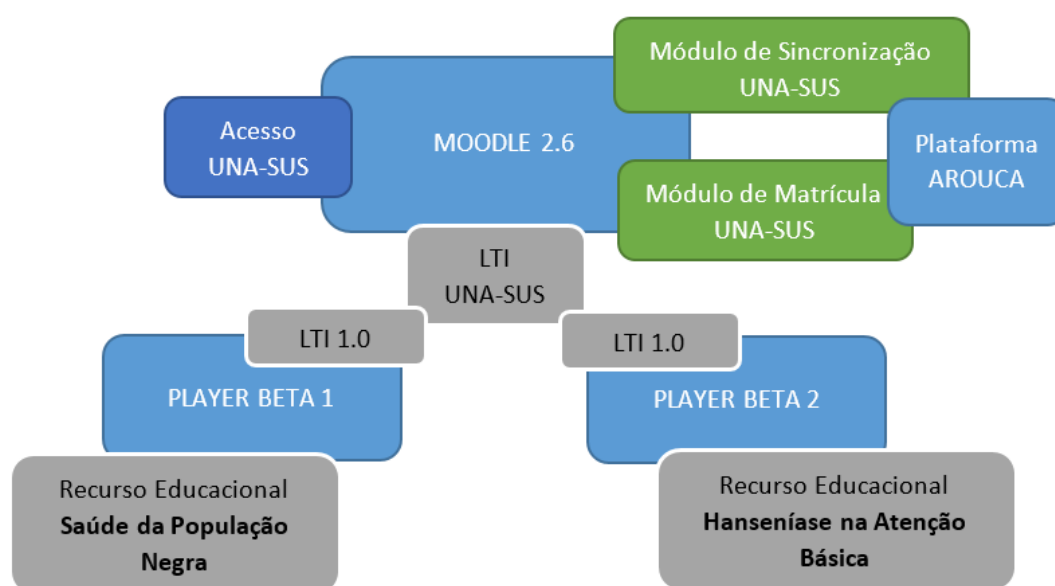 Módulo de Sincronização
UNA-SUS
Acesso
UNA-SUS
MOODLE 2.6
Plataforma
AROUCA
Módulo de Matrícula
UNA-SUS
LTI
UNA-SUS
LTI 1.0
LTI 1.0
PLAYER BETA 1
PLAYER BETA 2
Recurso Educacional
Saúde da População
Negra
Recurso Educacional
Hanseníase na Atenção
Básica